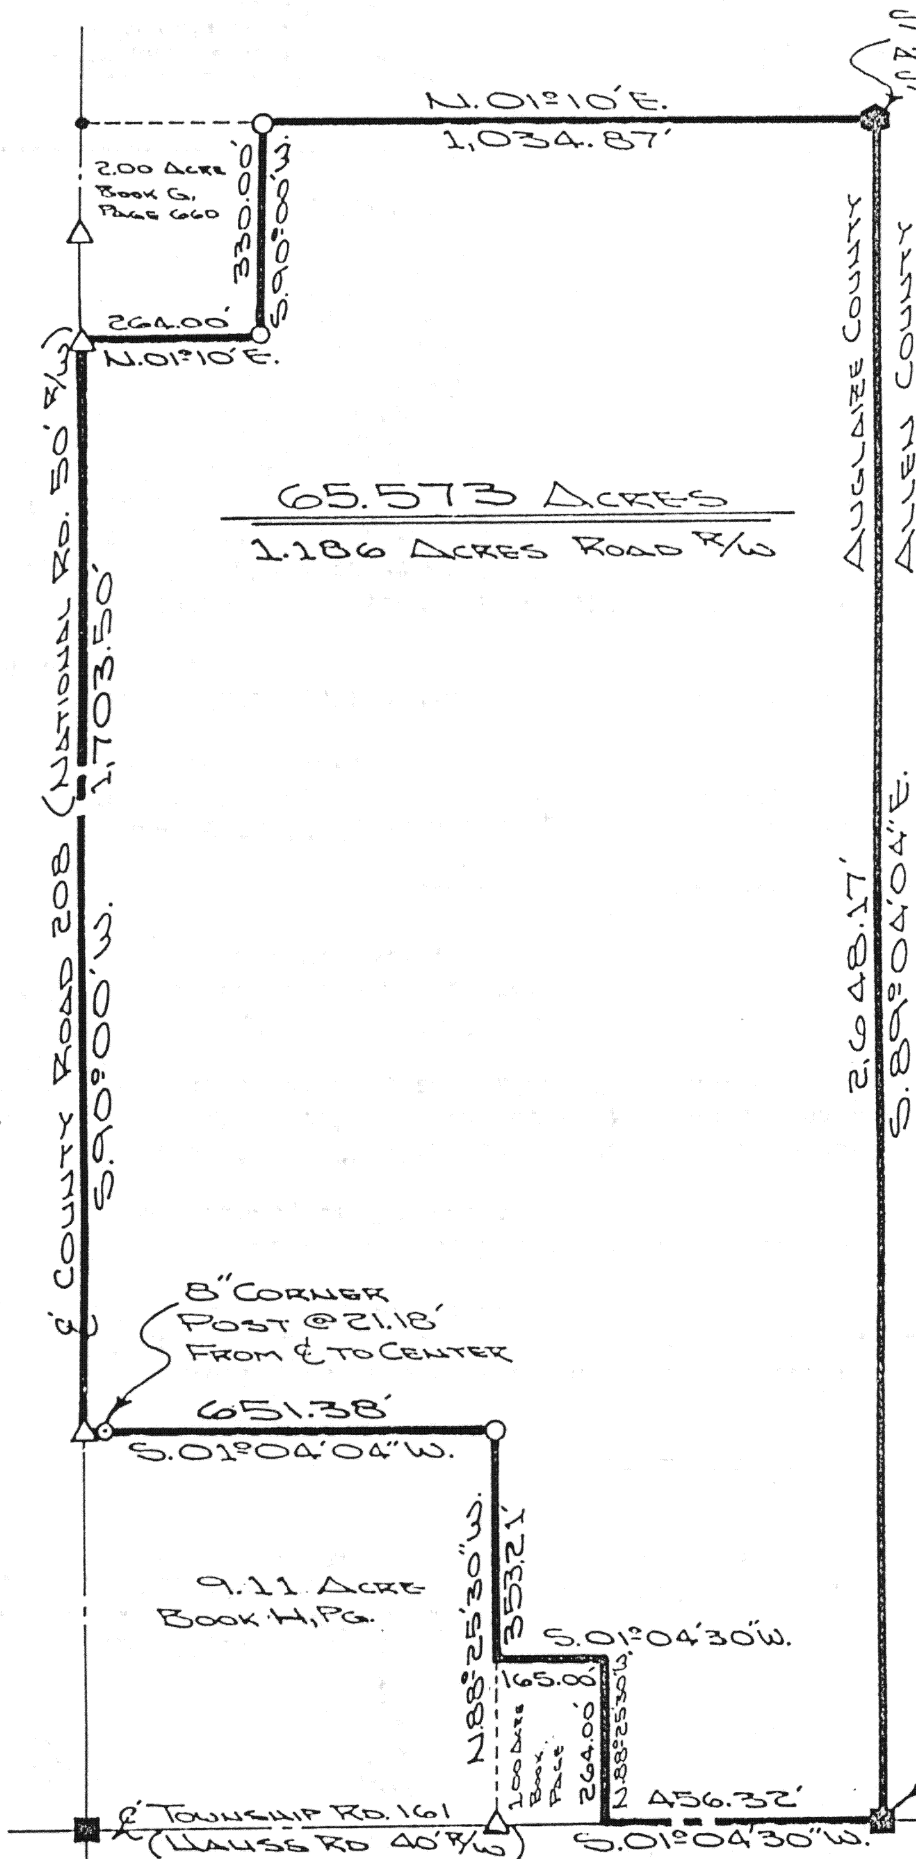 N.01°10'E.
1,034.87'
2.00 ACRE
BOOK G,
PAGE 660
330.00'
S.90°00'W.
264.00'
N.01°10'E.
AUGLAIZE COUNTY
ALLEN COUNTY
65.573 ACRES
1.186 ACRES ROAD R/W
℄ COUNTY ROAD 208 (NATIONAL RD. 50' R/W)
1,703.50'
S.90°00'W.
2,648.17'
S.89°04'04"E.
8" CORNER
POST @ 21.18'
FROM ℄ TO CENTER
651.38'
S.01°04'04"W.
9.11 ACRE
BOOK H, PG.
N.88°25'30"W.
353.21'
S.01°04'30"W.
165.00'
1.00 ACRE
BOOK
PAGE
264.00'
N.88°25'30"W.
456.32'
S.01°04'30"W.
℄ TOWNSHIP RD. 161
(HAUSS RD 40' R/W)